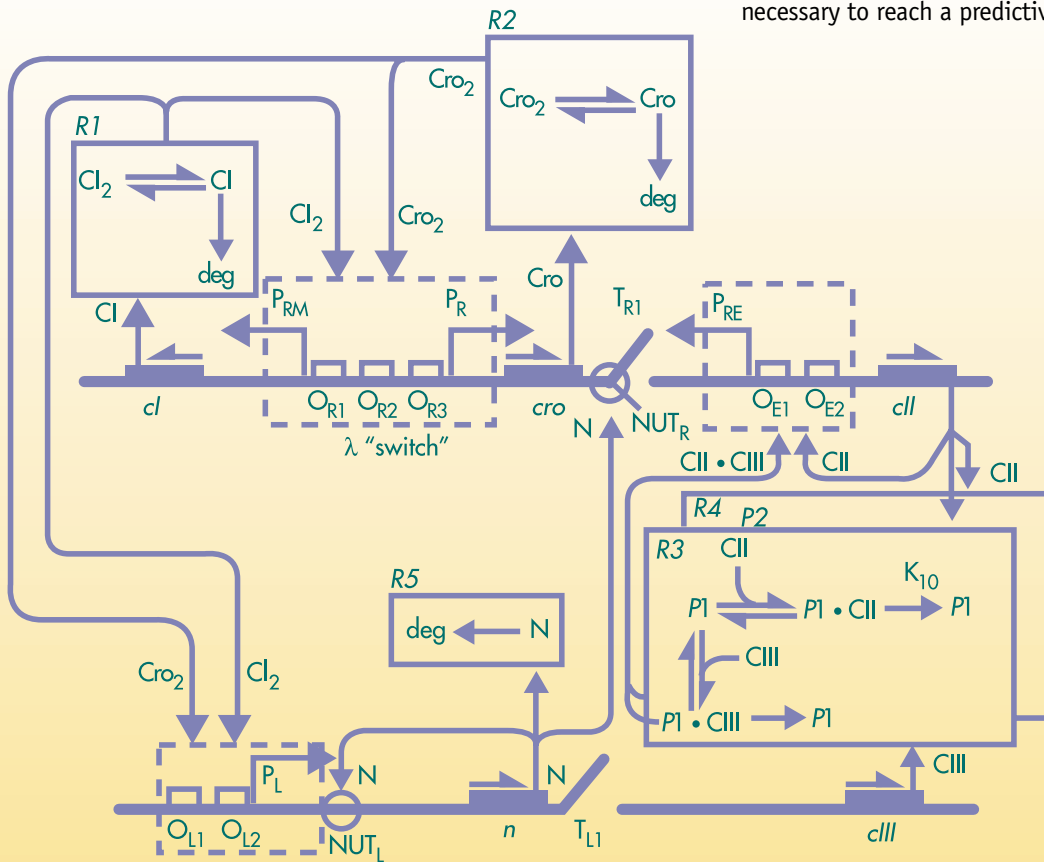 necessary to reach a predictiv
R2
Cro2
Cro2 Cro
deg
R1
CI2 CI
deg
CI2
Cro2
CI
Cro
PRM
PR
TR1
PRE
cI
OR1 OR2 OR3
cro
NUTR
OE1 OE2
cII
λ “switch”
N
CII • CIII
CII
CII
R4
P2
R3
CII
K10
P1
P1 • CII
P1
CIII
P1 • CIII
P1
R5
deg N
Cro2
CI2
PL
N
N
CIII
OL1 OL2
NUTL
n
TL1
cIII